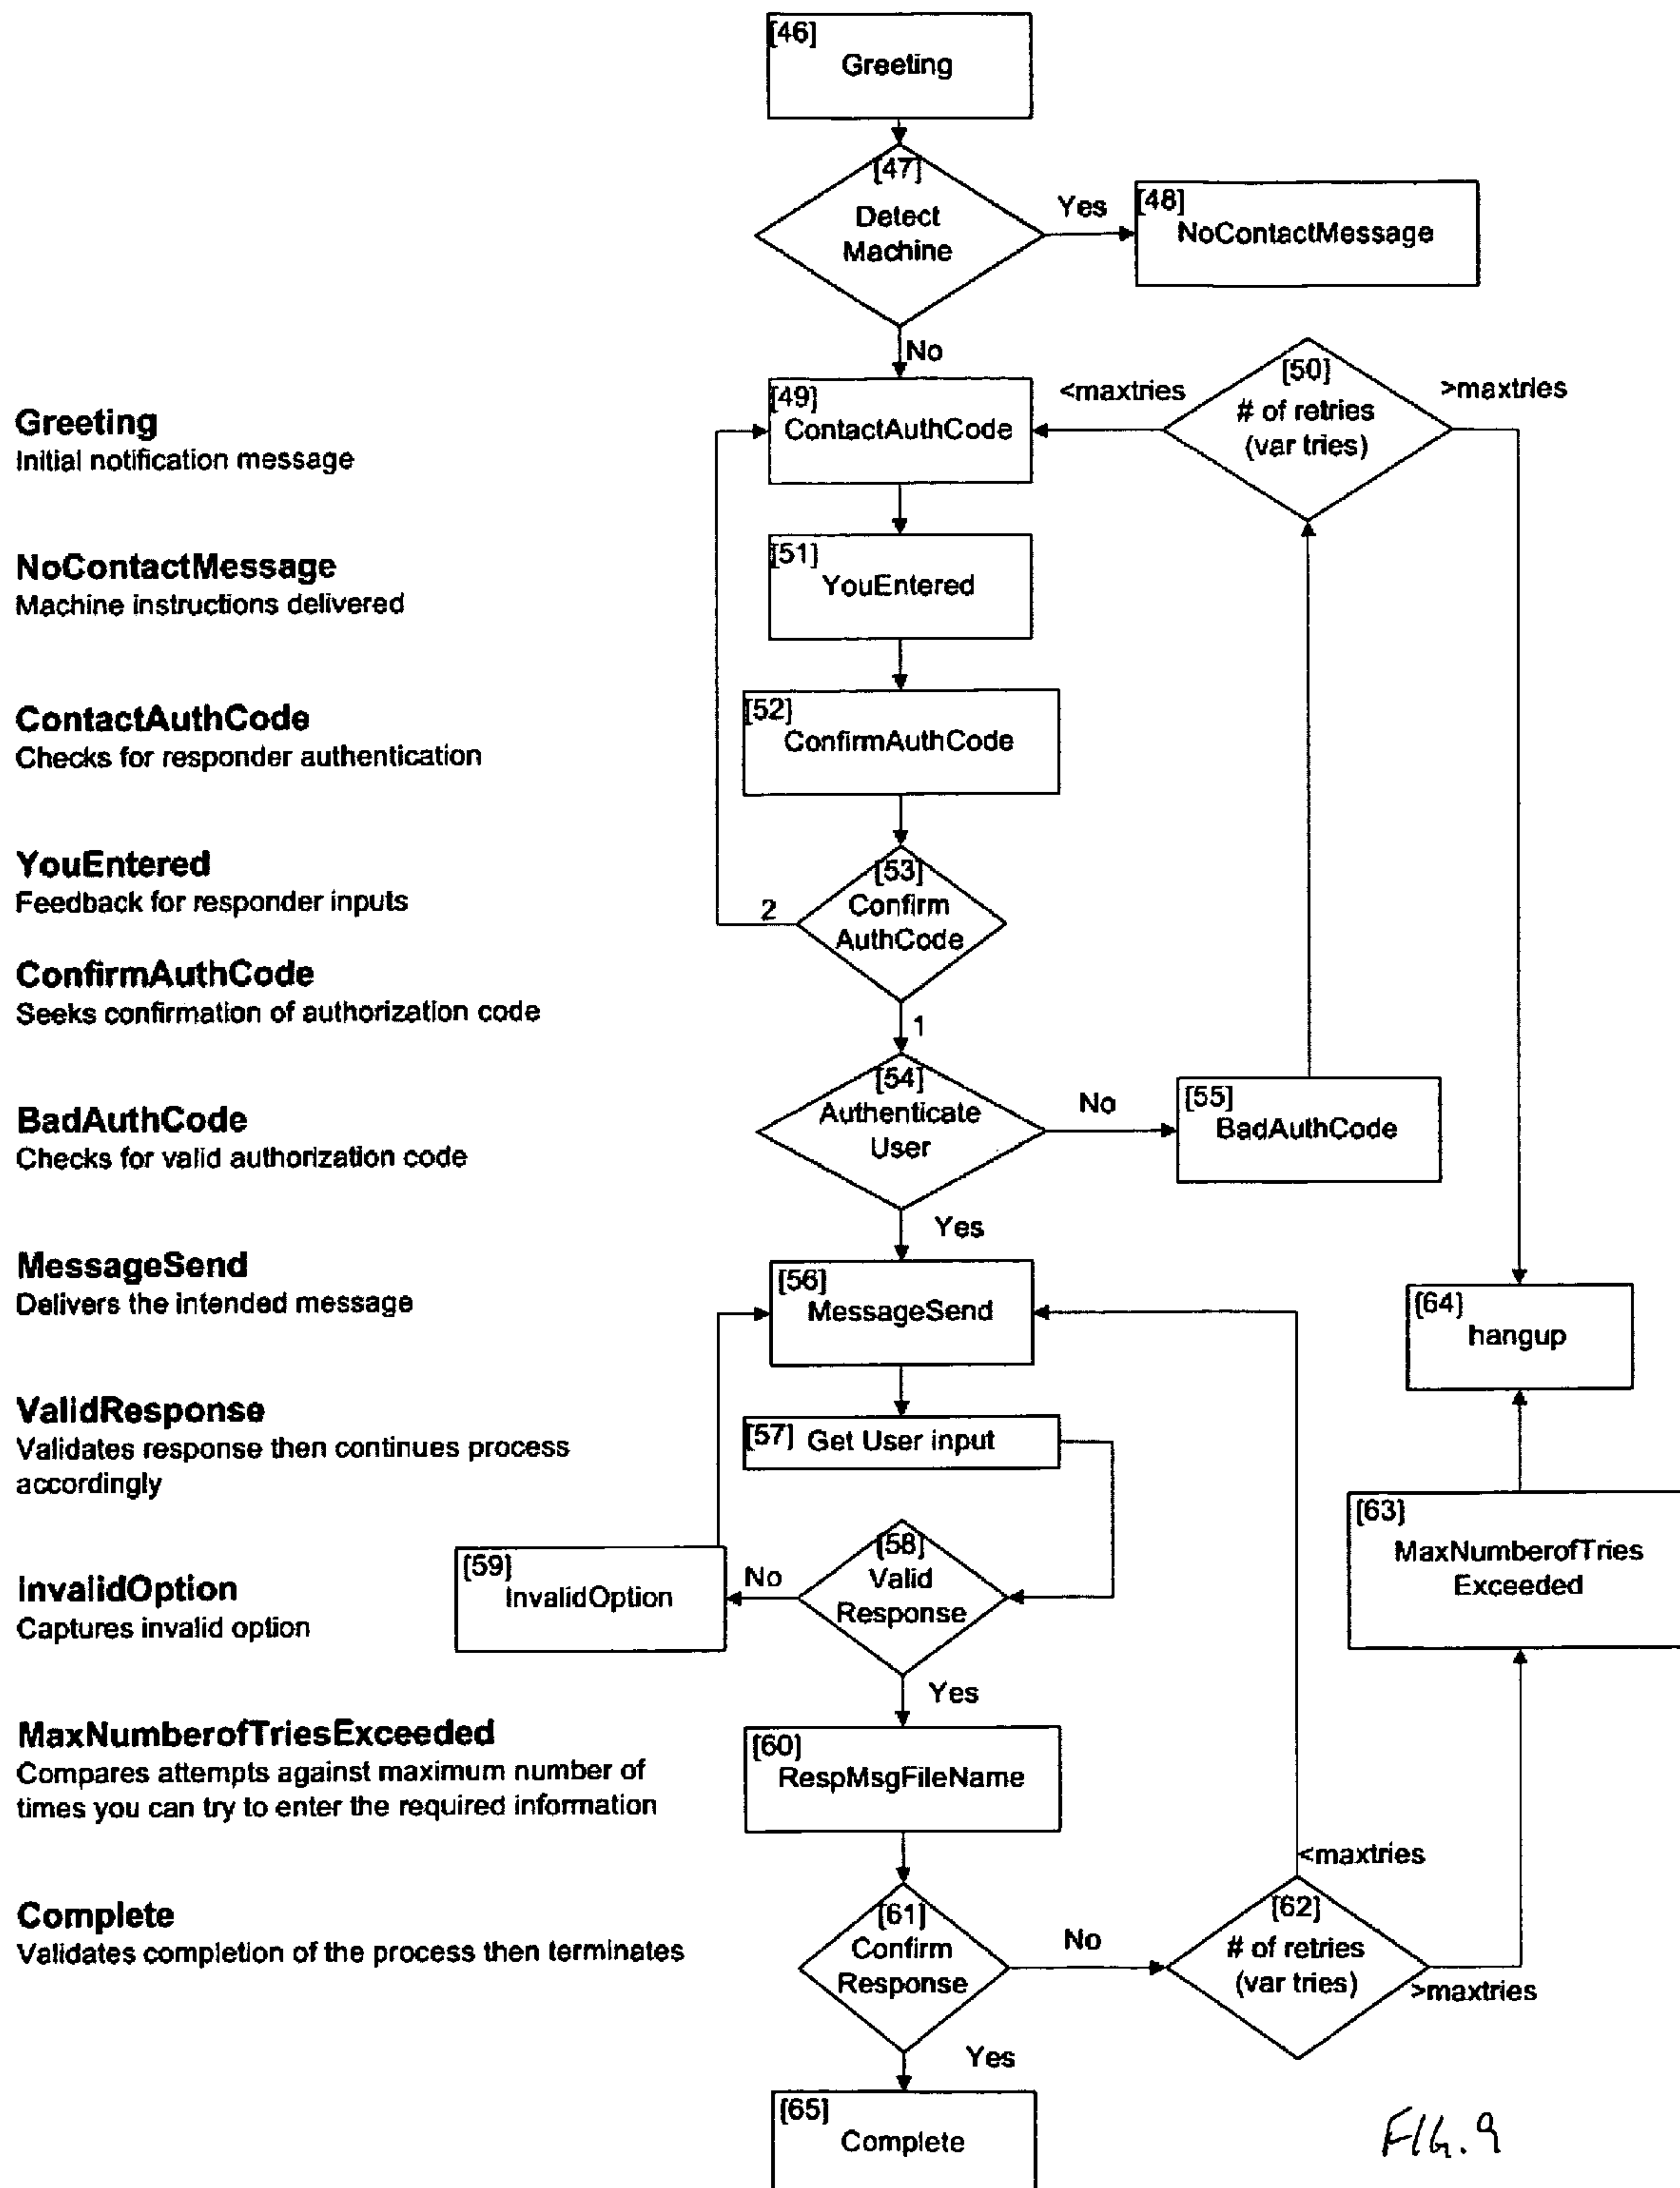 [46]
Greeting
[47]
Detect
Machine
Yes
[48]
NoContactMessage
No
[49]
ContactAuthCode
<maxtries
[50]
# of retries
(var tries)
>maxtries
Greeting
Initial notification message
[51]
YouEntered
NoContactMessage
Machine instructions delivered
[52]
ConfirmAuthCode
ContactAuthCode
Checks for responder authentication
YouEntered
Feedback for responder inputs
2
[53]
Confirm
AuthCode
ConfirmAuthCode
Seeks confirmation of authorization code
1
[54]
Authenticate
User
No
[55]
BadAuthCode
BadAuthCode
Checks for valid authorization code
Yes
MessageSend
Delivers the intended message
[56]
MessageSend
[64]
hangup
ValidResponse
Validates response then continues process
accordingly
[57] Get User input
[63]
MaxNumberofTries
Exceeded
InvalidOption
Captures invalid option
[59]
InvalidOption
No
[58]
Valid
Response
Yes
MaxNumberofTriesExceeded
Compares attempts against maximum number of
times you can try to enter the required information
[60]
RespMsgFileName
<maxtries
Complete
Validates completion of the process then terminates
[61]
Confirm
Response
No
[62]
# of retries
(var tries)
>maxtries
Yes
[65]
Complete
FIG. 9